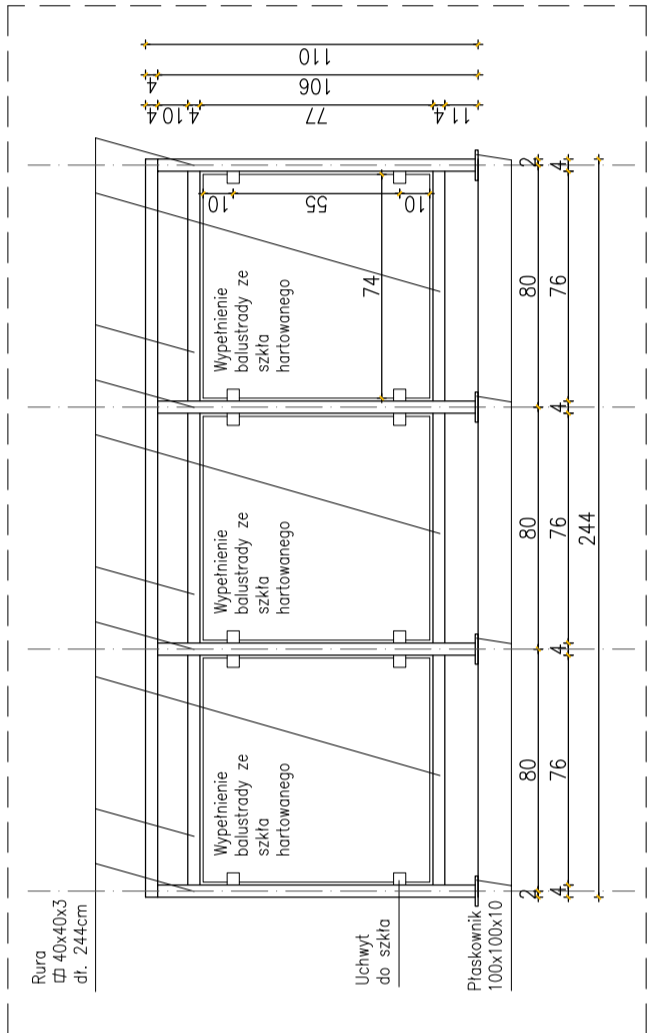 Rura
□ 40x40x3
dł. 244cm
Uchwyt
do szkła
Płaskownik
100x100x10
Wypełnienie
balustrady ze
szkła
hartowanego
Wypełnienie
balustrady ze
szkła
hartowanego
Wypełnienie
balustrady ze
szkła
hartowanego
10
55
10
74
4 10 4 77 4 11
4 106
110
2 80 80 80 2
4 76 4 76 4 76 4
244